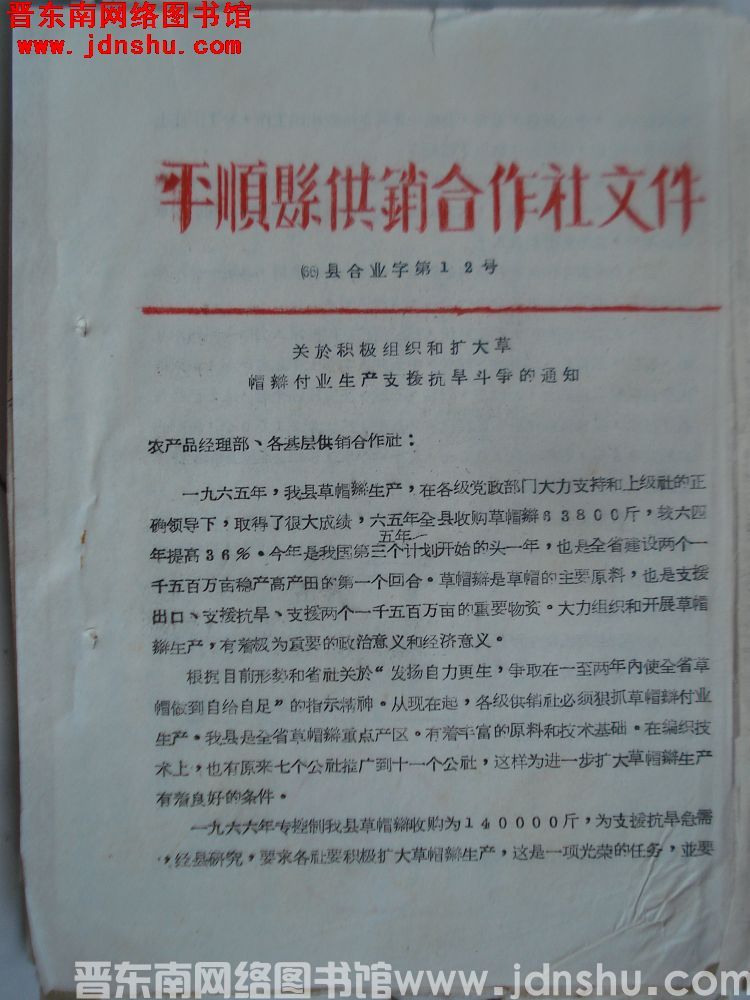 晋东南网络图书馆
www.jdnshu.com
平順縣供銷合作社文件
(66)县合业字第12号
关於积极组织和扩大草
帽辮付业生产支援抗旱斗争的通知
农产品经理部、各基层供销合作社：
一九六五年，我县草帽辮生产，在各级党政部门大力支持和上级社的正
确领导下，取得了很大成绩，六五年全县收购草帽辮63800斤，较六四
五年
年提高36%。今年是我国第三个计划开始的头一年，也是全省建设两个一
千五百万亩稳产高产田的第一个回合。草帽辮是草帽的主要原料，也是支援
出口、支援抗旱、支援两个一千五百万亩的重要物资。大力组织和开展草帽
辮生产，有着极为重要的政治意义和经济意义。
根据目前形势和省社关於“发扬自力更生，争取在一至两年内使全省草
帽做到自给自足”的指示精神。从现在起，各级供销社必须狠抓草帽辮付业
生产。我县是全省草帽辮重点产区。有着丰富的原料和技术基础。在编织技
术上，也有原来七个公社推广到十一个公社，这样为进一步扩大草帽辮生产
有着良好的条件。
一九六六年专控制我县草帽辮收购为140000斤，为支援抗旱急需
，经县研究，要求各社要积极扩大草帽辮生产，这是一项光荣的任务，並要
晋东南网络图书馆www.jdnshu.com